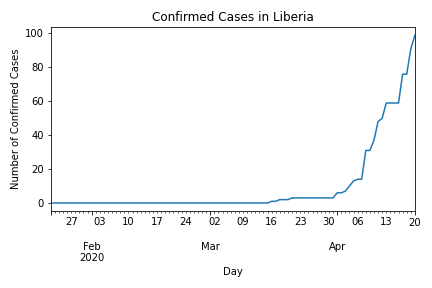 Confirmed Cases in Liberia
Number of Confirmed Cases
100
80
60
40
20
0
27 03 10 17 24 02 09 16 23 30 06 13 20
Feb Mar Apr
2020
Day